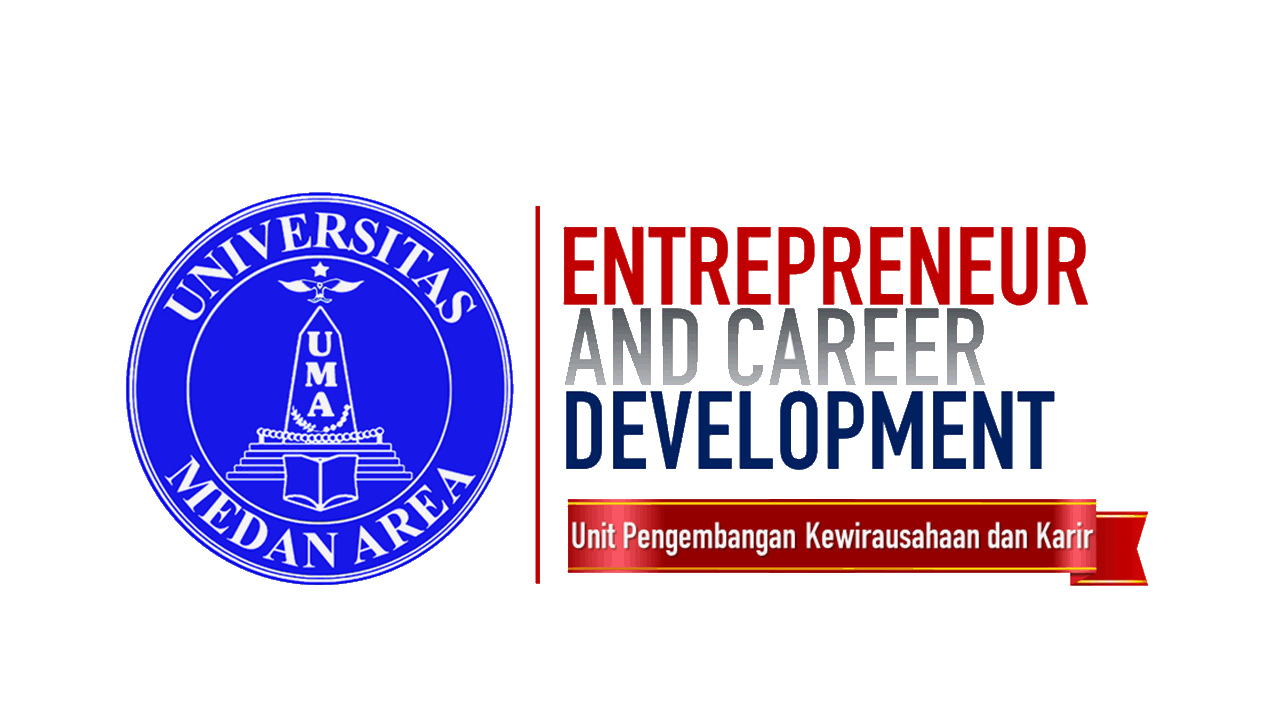 UNIVERSITAS
UMA
MEDAN AREA
ENTREPRENEUR
AND CAREER
DEVELOPMENT
Unit Pengembangan Kewirausahaan dan Karir